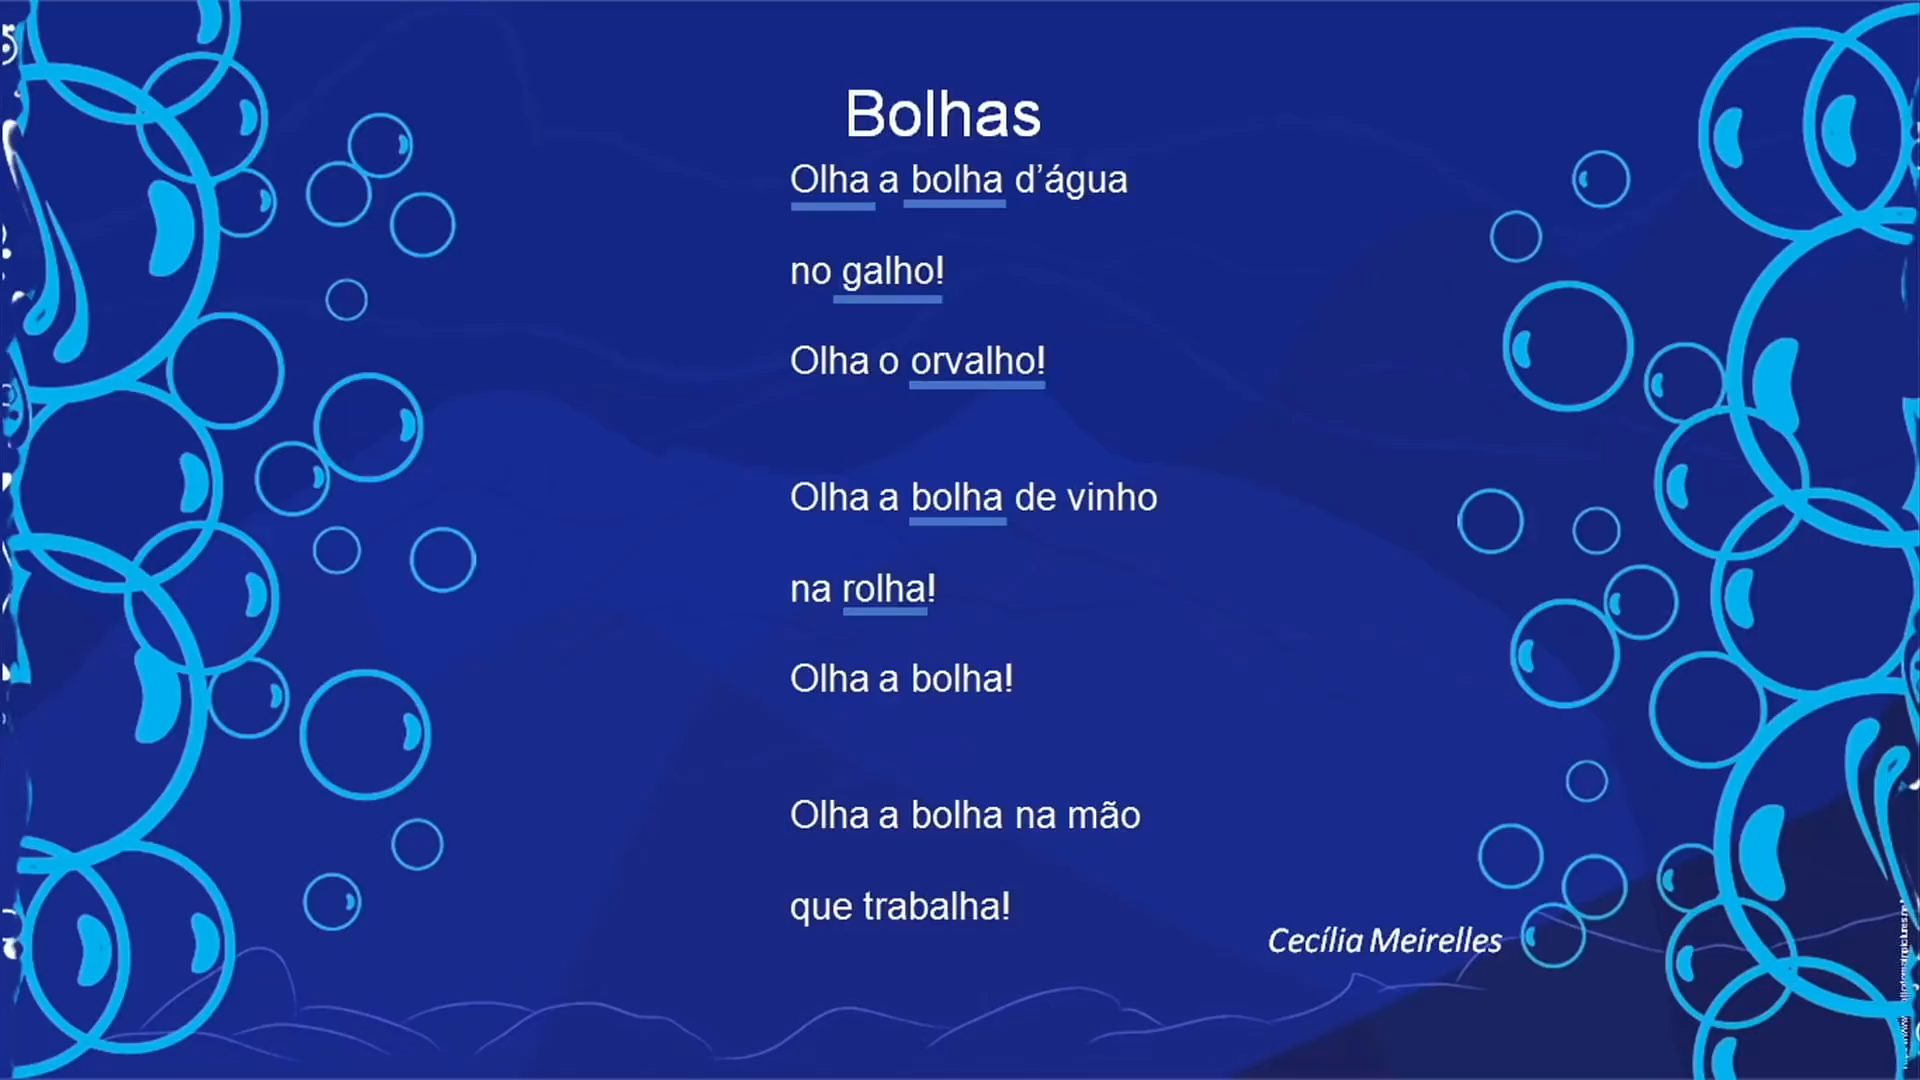 Bolhas
Olha a bolha d’água
no galho!
Olha o orvalho!
Olha a bolha de vinho
na rolha!
Olha a bolha!
Olha a bolha na mão
que trabalha!
Cecília Meirelles